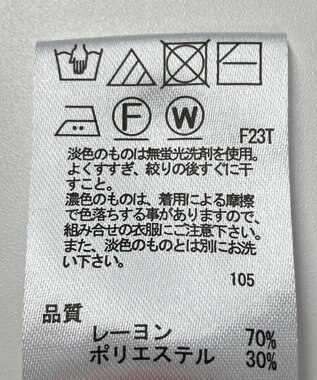 F W F23T
淡色のものは無蛍光洗剤を使用。
よくすすぎ、絞りの後すぐに干
すこと。
濃色のものは、着用による摩擦
で色落ちする事がありますので、
組み合せの衣服にご注意下さい。
また、淡色のものとは別にお洗
い下さい。
105
品質
レーヨン 70%
ポリエステル 30%